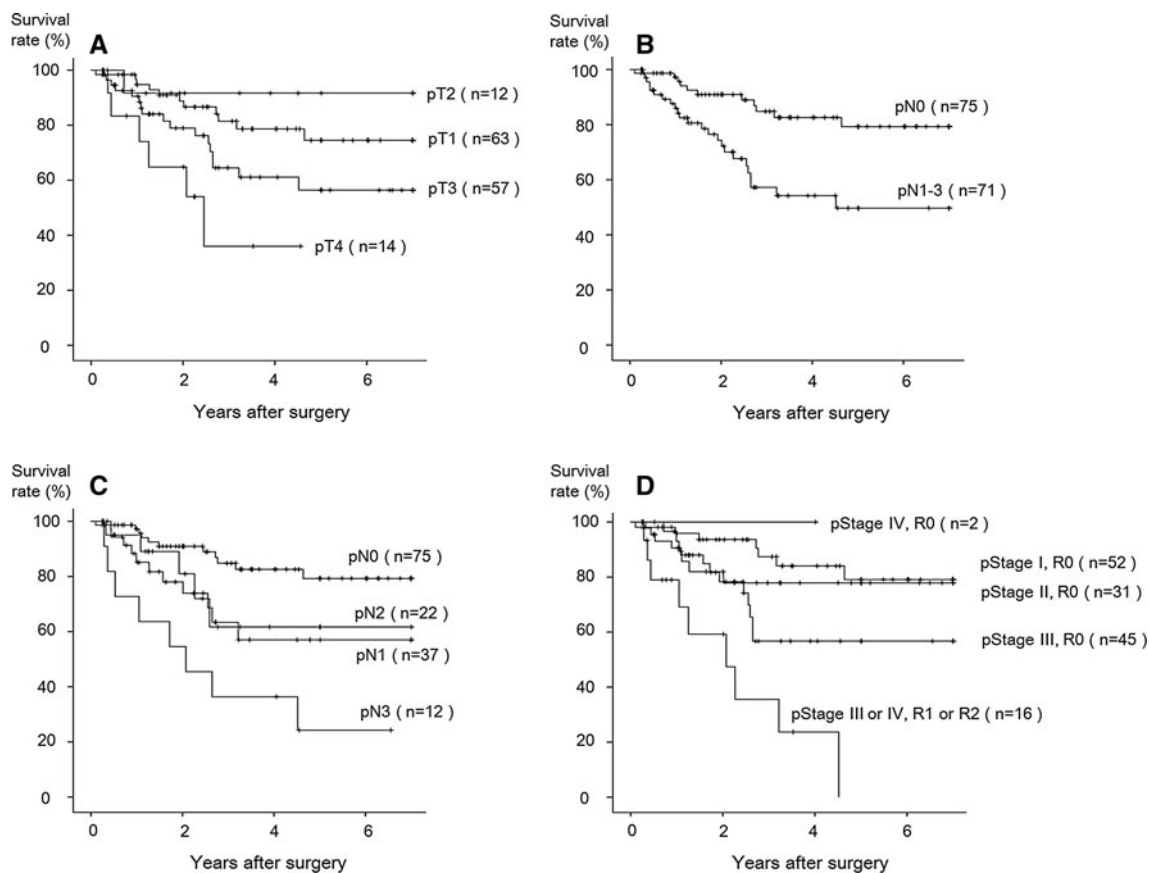 Survival
rate (%)
A
100
80
60
40
20
0
pT2 ( n=12 )
pT1 ( n=63 )
pT3 ( n=57 )
pT4 ( n=14 )
0 2 4 6
Years after surgery
Survival
rate (%)
B
100
80
60
40
20
0
pN0 ( n=75 )
pN1-3 ( n=71 )
0 2 4 6
Years after surgery
Survival
rate (%)
C
100
80
60
40
20
0
pN0 ( n=75 )
pN2 ( n=22 )
pN1 ( n=37 )
pN3 ( n=12 )
0 2 4 6
Years after surgery
Survival
rate (%)
D
100
80
60
40
20
0
pStage IV, R0 ( n=2 )
pStage I, R0 ( n=52 )
pStage II, R0 ( n=31 )
pStage III, R0 ( n=45 )
pStage III or IV, R1 or R2 ( n=16 )
0 2 4 6
Years after surgery